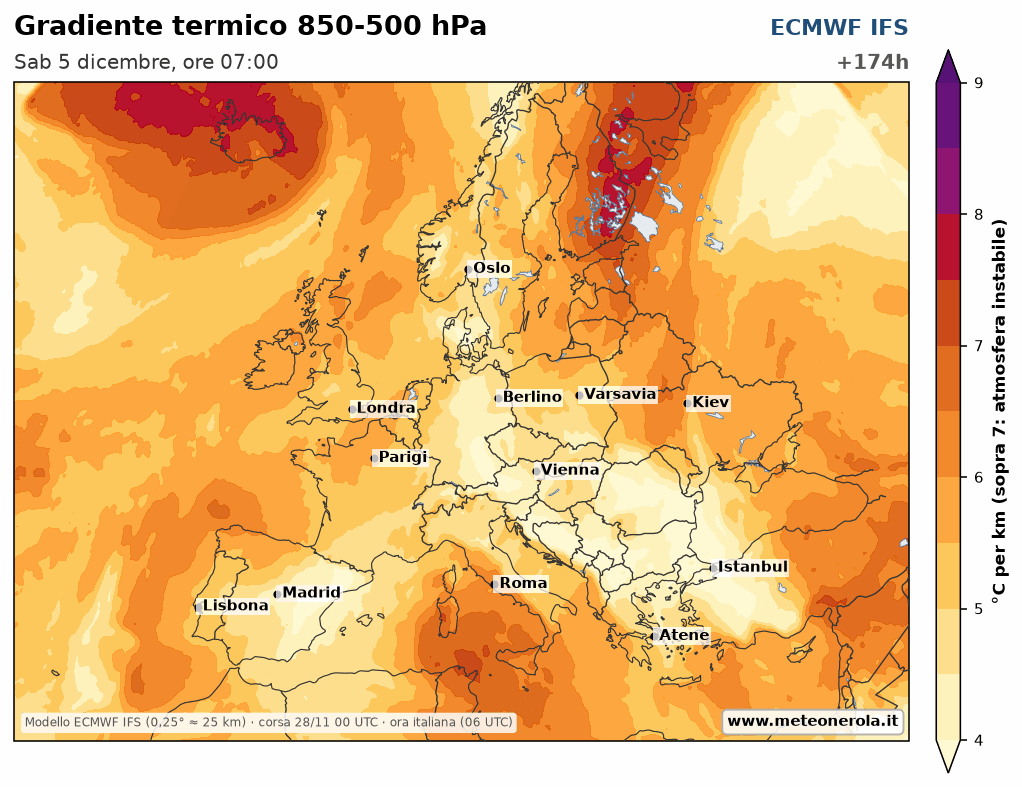 Gradiente termico 850-500 hPa
ECMWF IFS
Sab 5 dicembre, ore 07:00
+174h
Oslo
Berlino
Varsavia
Kiev
Londra
Parigi
Vienna
Istanbul
Roma
Madrid
Lisbona
Atene
Modello ECMWF IFS (0,25° ≈ 25 km) · corsa 28/11 00 UTC · ora italiana (06 UTC)
www.meteonerola.it
9
8
7
6
5
4
°C per km (sopra 7: atmosfera instabile)